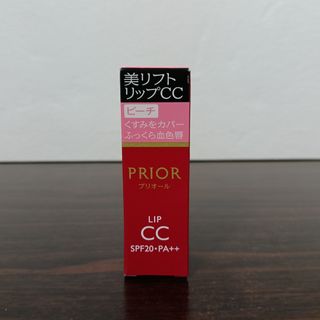 美リフト
リップCC
ピーチ
くすみをカバー
ふっくら血色唇
PRIOR
プリオール
LIP
CC
SPF20・PA++